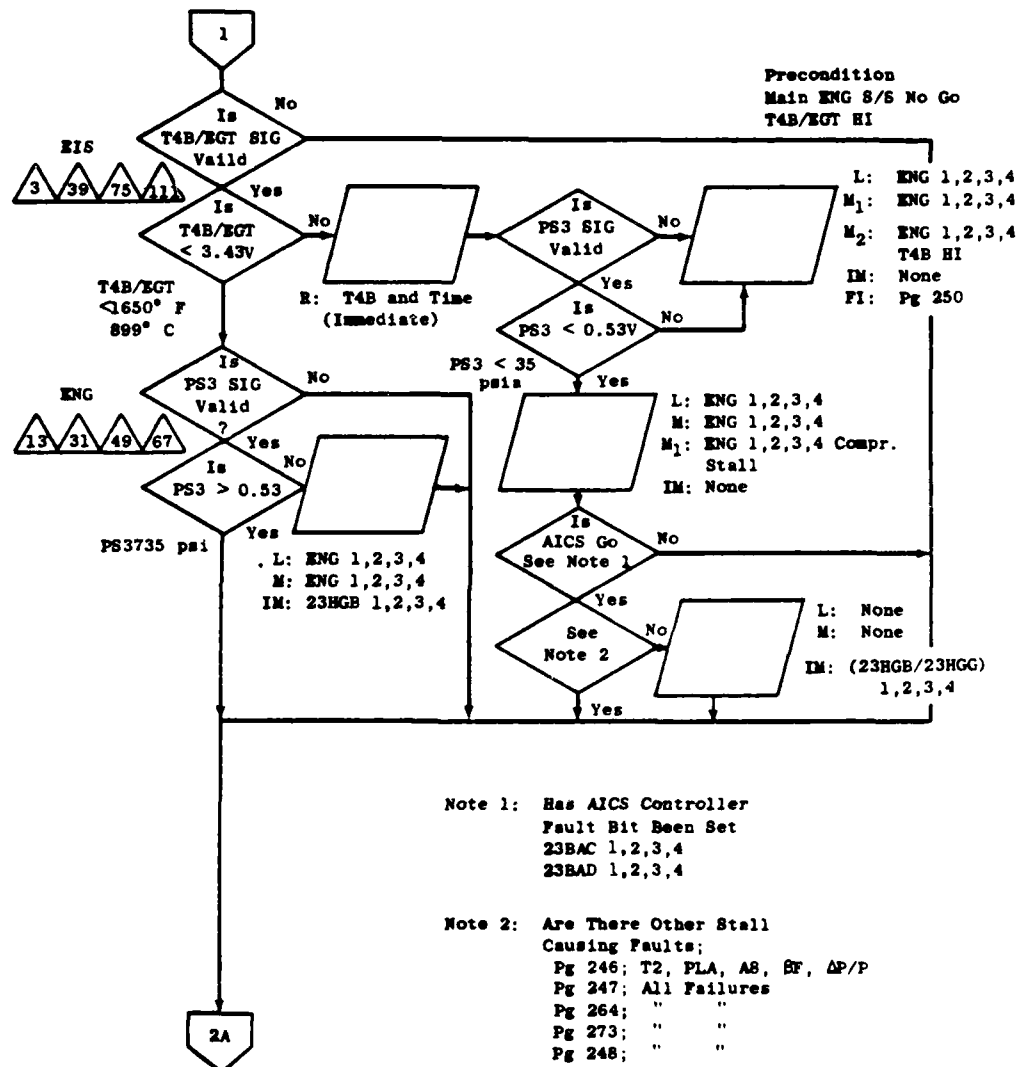 1
Precondition
Main ENG S/S No Go
T4B/EGT HI
Is
T4B/EGT SIG
Vaild
No
EIS
3 39 75 111
Yes
Is
T4B/EGT
< 3.43V
No
R: T4B and Time
(Immediate)
T4B/EGT
<1650° F
899° C
Is
PS3 SIG
Valid
No
Yes
Is
PS3 < 0.53V
No
PS3 < 35
psia
Yes
L: ENG 1,2,3,4
M1: ENG 1,2,3,4
M2: ENG 1,2,3,4
T4B HI
IM: None
FI: Pg 250
Is
PS3 SIG
Valid
?
No
ENG
13 31 49 67
Yes
Is
PS3 > 0.53
No
Yes
PS3735 psi
. L: ENG 1,2,3,4
M: ENG 1,2,3,4
IM: 23HGB 1,2,3,4
L: ENG 1,2,3,4
M: ENG 1,2,3,4
M1: ENG 1,2,3,4 Compr.
Stall
IM: None
Is
AICS Go
See Note 1
No
Yes
See
Note 2
No
Yes
L: None
M: None
IM: (23HGB/23HGG)
1,2,3,4
Note 1: Has AICS Controller
Fault Bit Been Set
23BAC 1,2,3,4
23BAD 1,2,3,4
Note 2: Are There Other Stall
Causing Faults;
Pg 246; T2, PLA, A8, βF, ΔP/P
Pg 247; All Failures
Pg 264; " "
Pg 273; " "
Pg 248; " "
2A